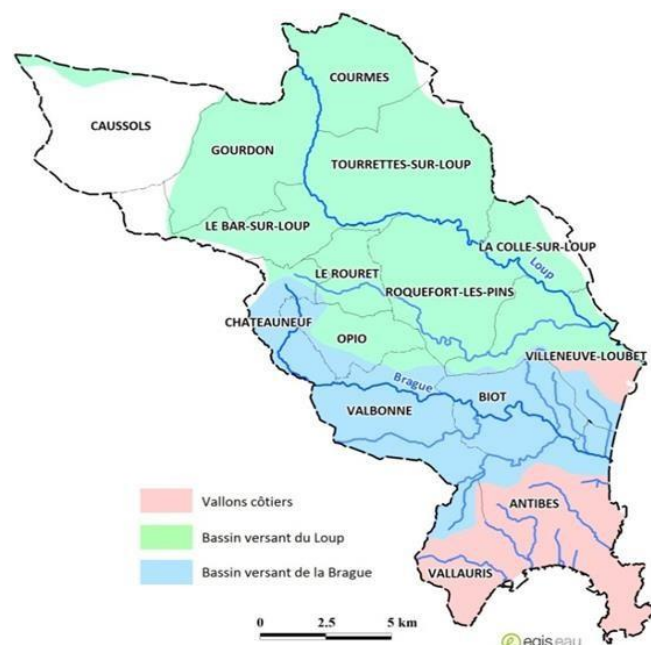 COURMES
CAUSSOLS
GOURDON
TOURRETTES-SUR-LOUP
LE BAR-SUR-LOUP
LA COLLE-SUR-LOUP
Loup
LE ROURET
ROQUEFORT-LES-PINS
CHATEAUNEUF
OPIO
VILLENEUVE-LOUBET
Brague
VALBONNE
BIOT
ANTIBES
VALLAURIS
Vallons côtiers
Bassin versant du Loup
Bassin versant de la Brague
0 2.5 5 km
egis eau